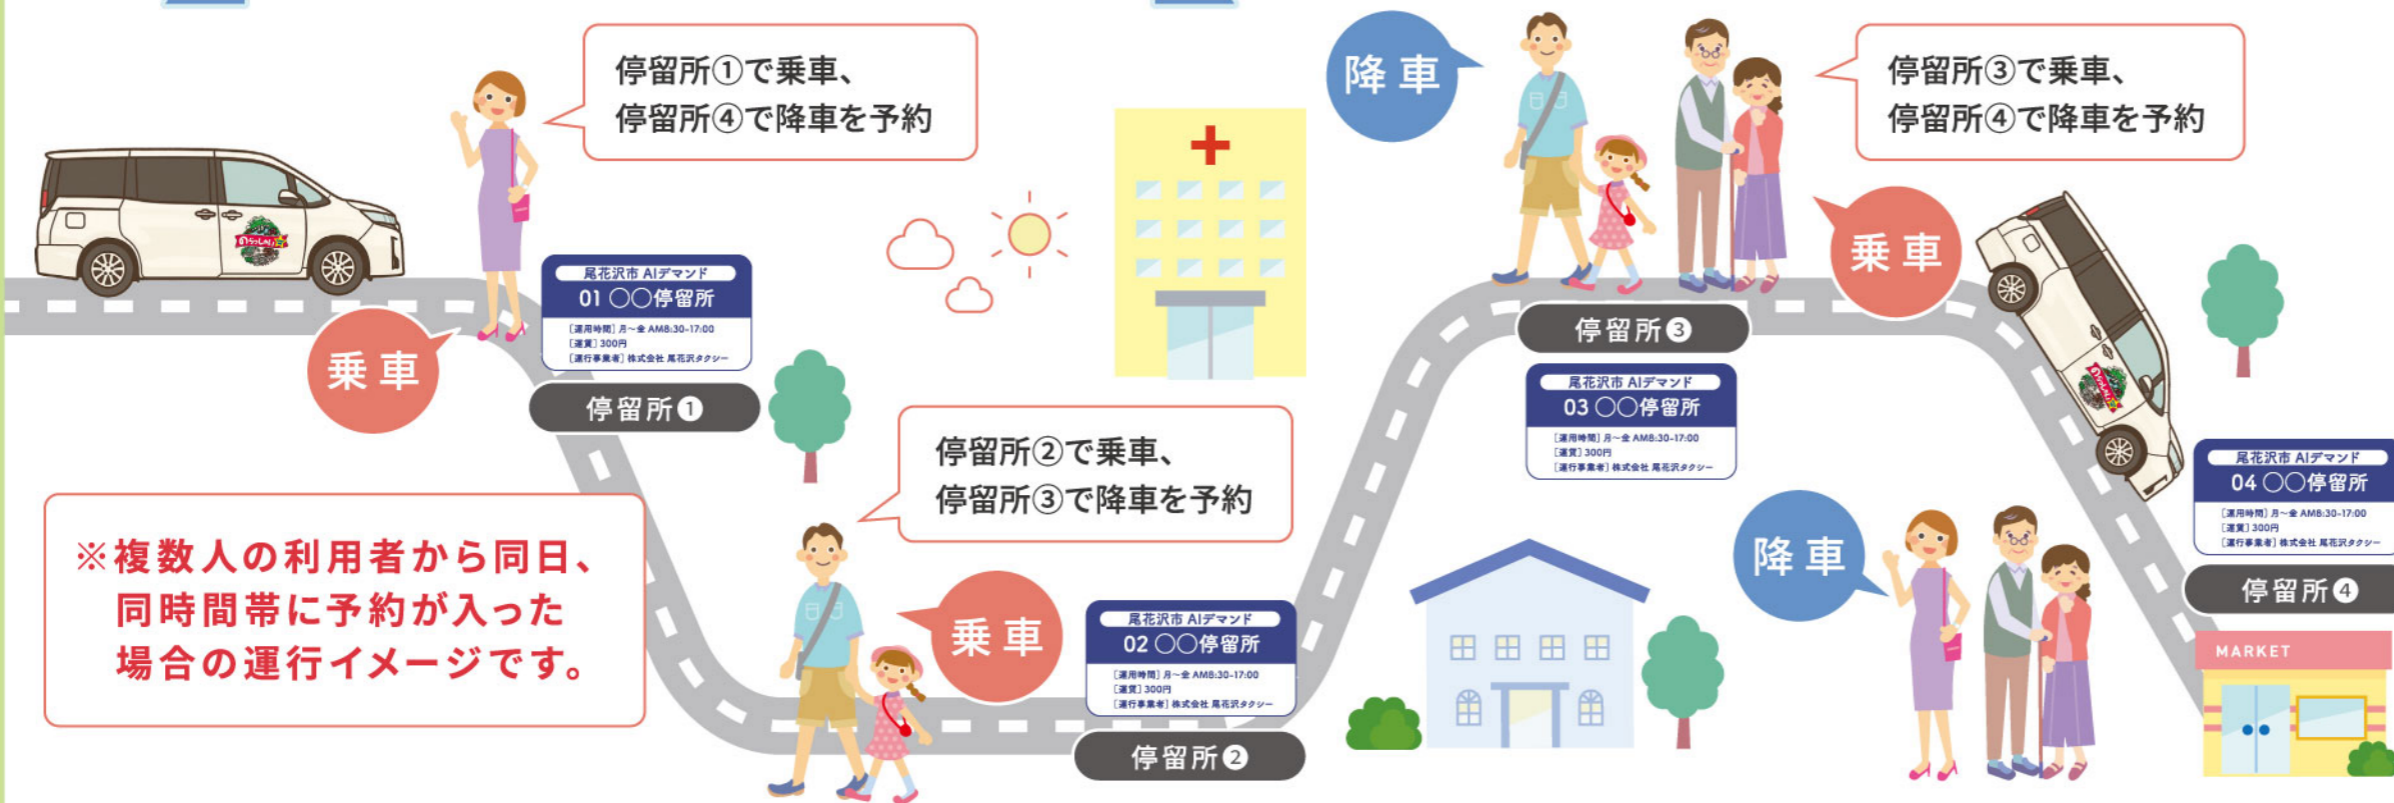 停留所①で乗車、
停留所④で降車を予約
乗車
尾花沢市 AIデマンド
01 〇〇停留所
［運用時間］月～金 AM8:30-17:00
［運賃］300円
［運行事業者］株式会社 尾花沢タクシー
停留所❶
※複数人の利用者から同日、
同時間帯に予約が入った
場合の運行イメージです。
停留所②で乗車、
停留所③で降車を予約
乗車
尾花沢市 AIデマンド
02 〇〇停留所
［運用時間］月～金 AM8:30-17:00
［運賃］300円
［運行事業者］株式会社 尾花沢タクシー
停留所❷
降車
停留所③で乗車、
停留所④で降車を予約
乗車
停留所❸
尾花沢市 AIデマンド
03 〇〇停留所
［運用時間］月～金 AM8:30-17:00
［運賃］300円
［運行事業者］株式会社 尾花沢タクシー
降車
尾花沢市 AIデマンド
04 〇〇停留所
［運用時間］月～金 AM8:30-17:00
［運賃］300円
［運行事業者］株式会社 尾花沢タクシー
停留所❹
MARKET